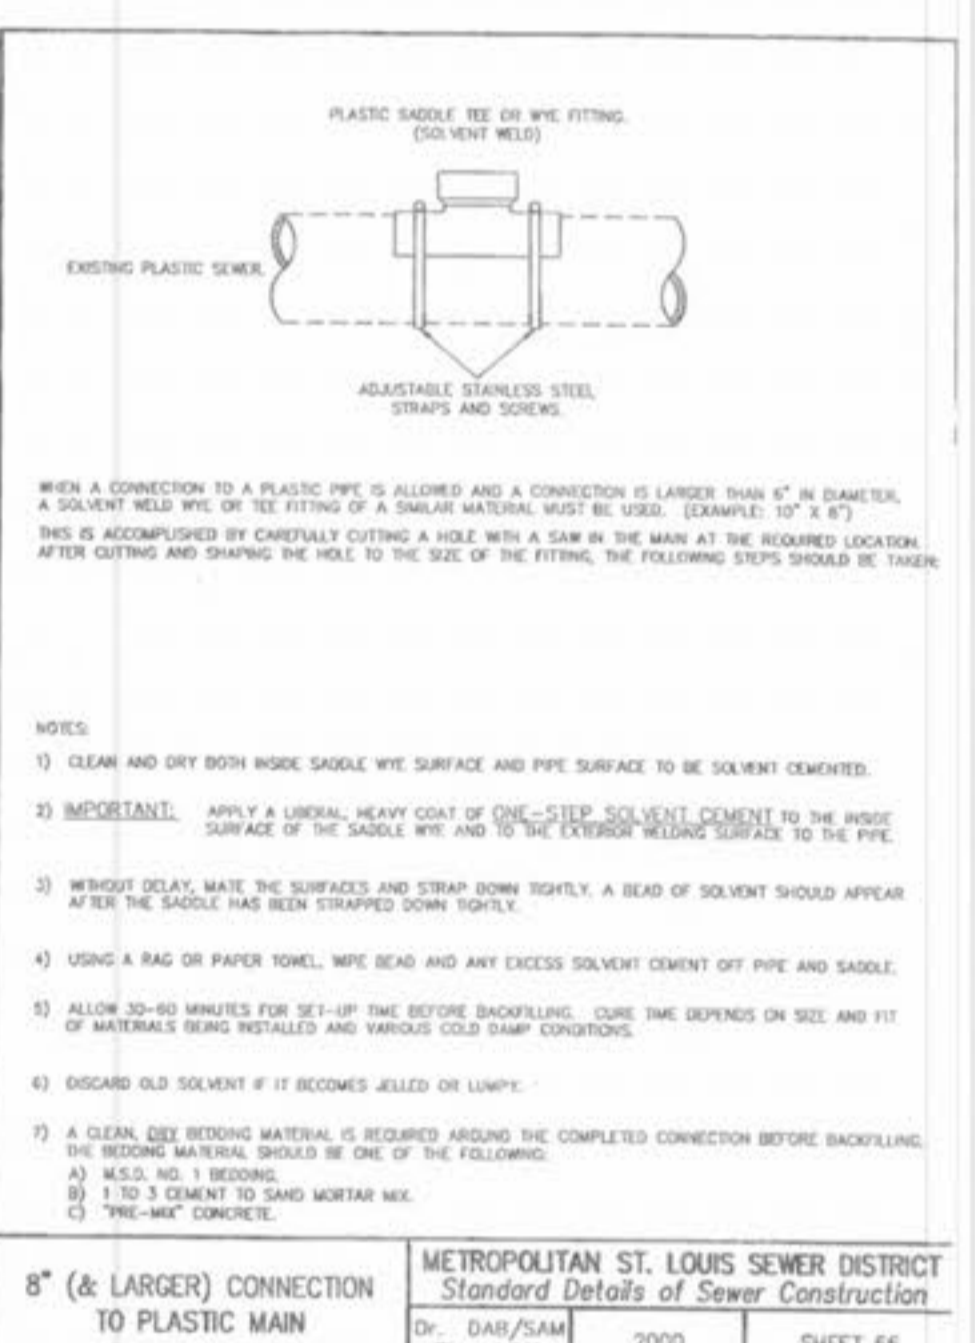 PLASTIC SADDLE TEE OR WYE FITTING.
(SOLVENT WELD)
EXISTING PLASTIC SEWER.
ADJUSTABLE STAINLESS STEEL
STRAPS AND SCREWS.
WHEN A CONNECTION TO A PLASTIC PIPE IS ALLOWED AND A CONNECTION IS LARGER THAN 6" IN DIAMETER,
A SOLVENT WELD WYE OR TEE FITTING OF A SIMILAR MATERIAL MUST BE USED. (EXAMPLE: 10" X 8")
THIS IS ACCOMPLISHED BY CAREFULLY CUTTING A HOLE WITH A SAW IN THE MAIN AT THE REQUIRED LOCATION.
AFTER CUTTING AND SHAPING THE HOLE TO THE SIZE OF THE FITTING, THE FOLLOWING STEPS SHOULD BE TAKEN:
NOTES:
1) CLEAN AND DRY BOTH INSIDE SADDLE WYE SURFACE AND PIPE SURFACE TO BE SOLVENT CEMENTED.
2) IMPORTANT: APPLY A LIBERAL, HEAVY COAT OF ONE-STEP SOLVENT CEMENT TO THE INSIDE
SURFACE OF THE SADDLE WYE AND TO THE EXTERIOR WELDING SURFACE TO THE PIPE.
3) WITHOUT DELAY, MATE THE SURFACES AND STRAP DOWN TIGHTLY. A BEAD OF SOLVENT SHOULD APPEAR
AFTER THE SADDLE HAS BEEN STRAPPED DOWN TIGHTLY.
4) USING A RAG OR PAPER TOWEL, WIPE BEAD AND ANY EXCESS SOLVENT CEMENT OFF PIPE AND SADDLE.
5) ALLOW 30-60 MINUTES FOR SET-UP TIME BEFORE BACKFILLING. CURE TIME DEPENDS ON SIZE AND FIT
OF MATERIALS BEING INSTALLED AND VARIOUS COLD DAMP CONDITIONS.
6) DISCARD OLD SOLVENT IF IT BECOMES JELLED OR LUMPY.
7) A CLEAN, DRY BEDDING MATERIAL IS REQUIRED AROUND THE COMPLETED CONNECTION BEFORE BACKFILLING.
THE BEDDING MATERIAL SHOULD BE ONE OF THE FOLLOWING:
A) M.S.D. NO. 1 BEDDING.
B) 1 TO 3 CEMENT TO SAND MORTAR MIX.
C) "PRE-MIX" CONCRETE.
8" (& LARGER) CONNECTION
TO PLASTIC MAIN
METROPOLITAN ST. LOUIS SEWER DISTRICT
Standard Details of Sewer Construction
Dr. DAB/SAM
2000
SHEET